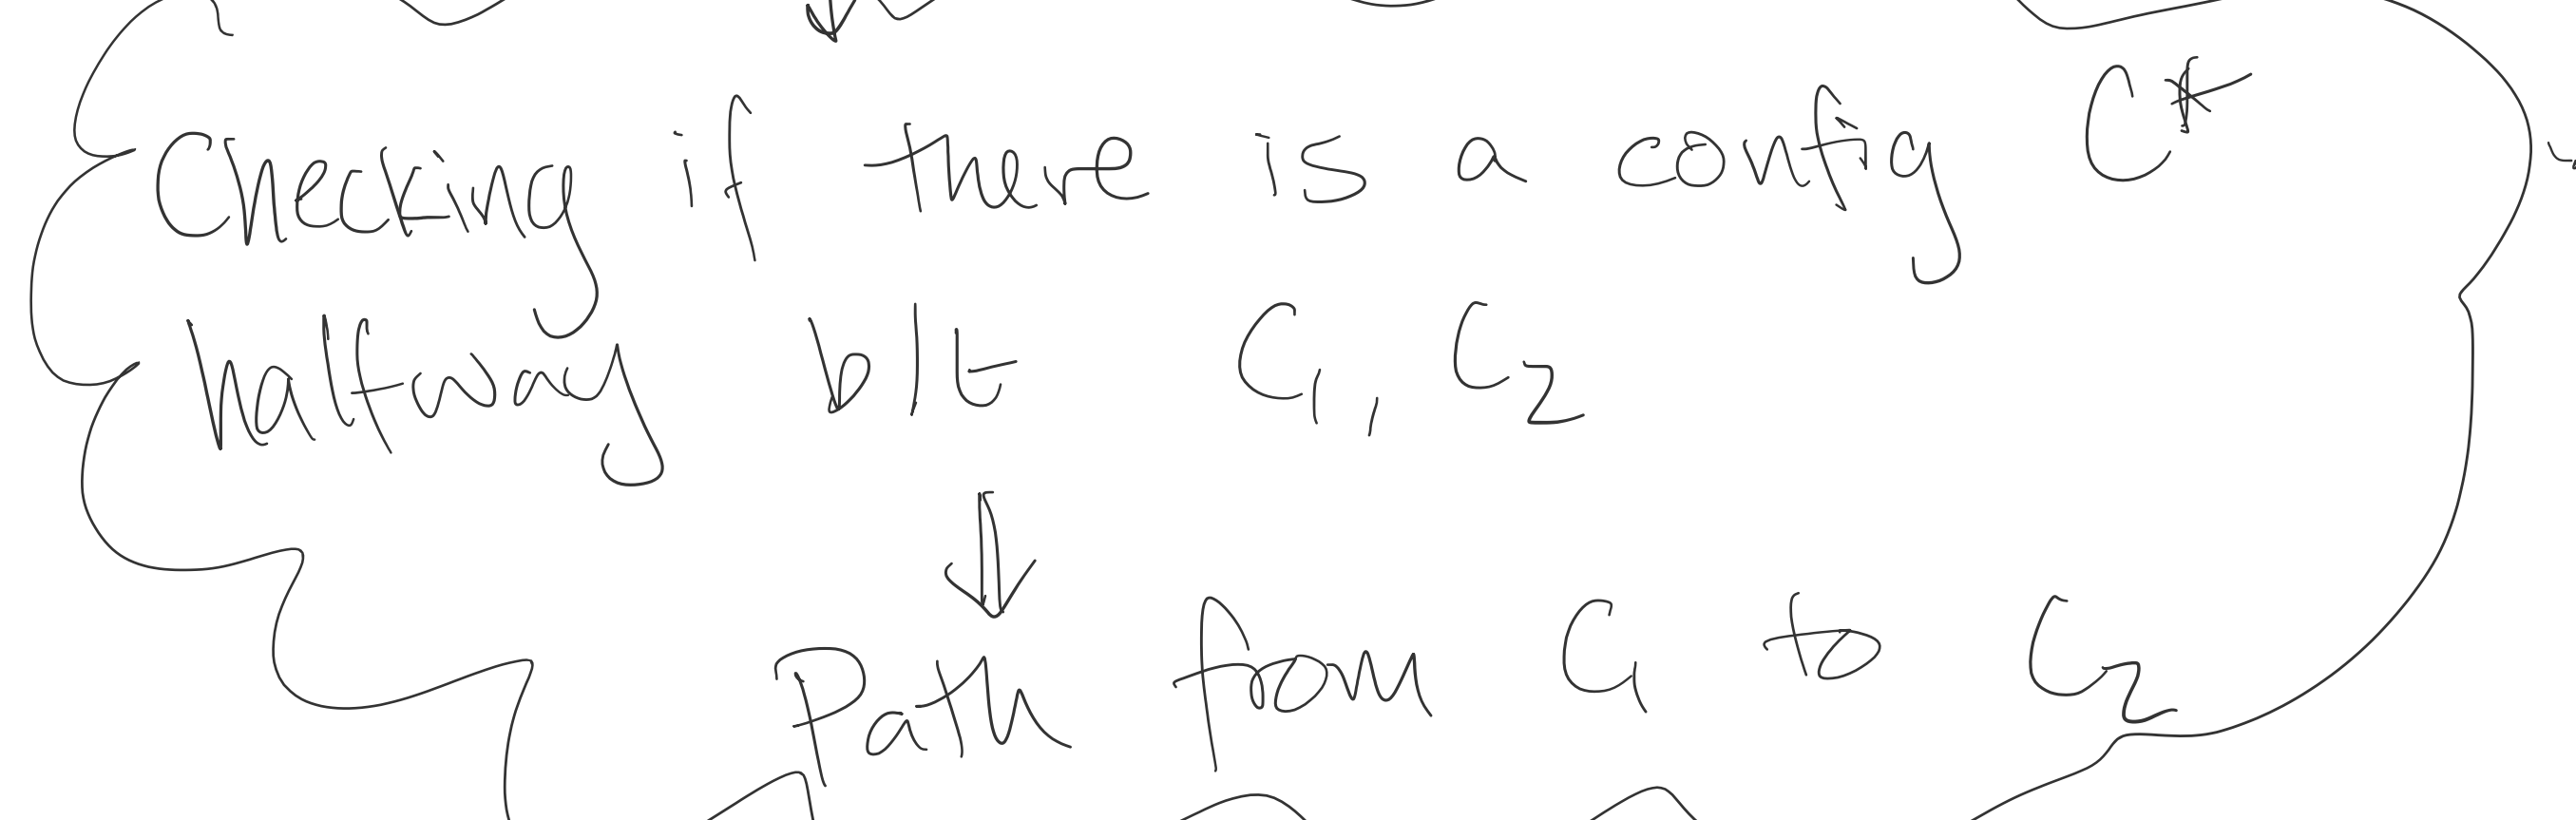 Checking if there is a config C*
halfway b/t C₁, C₂
⇓
Path from C₁ to C₂